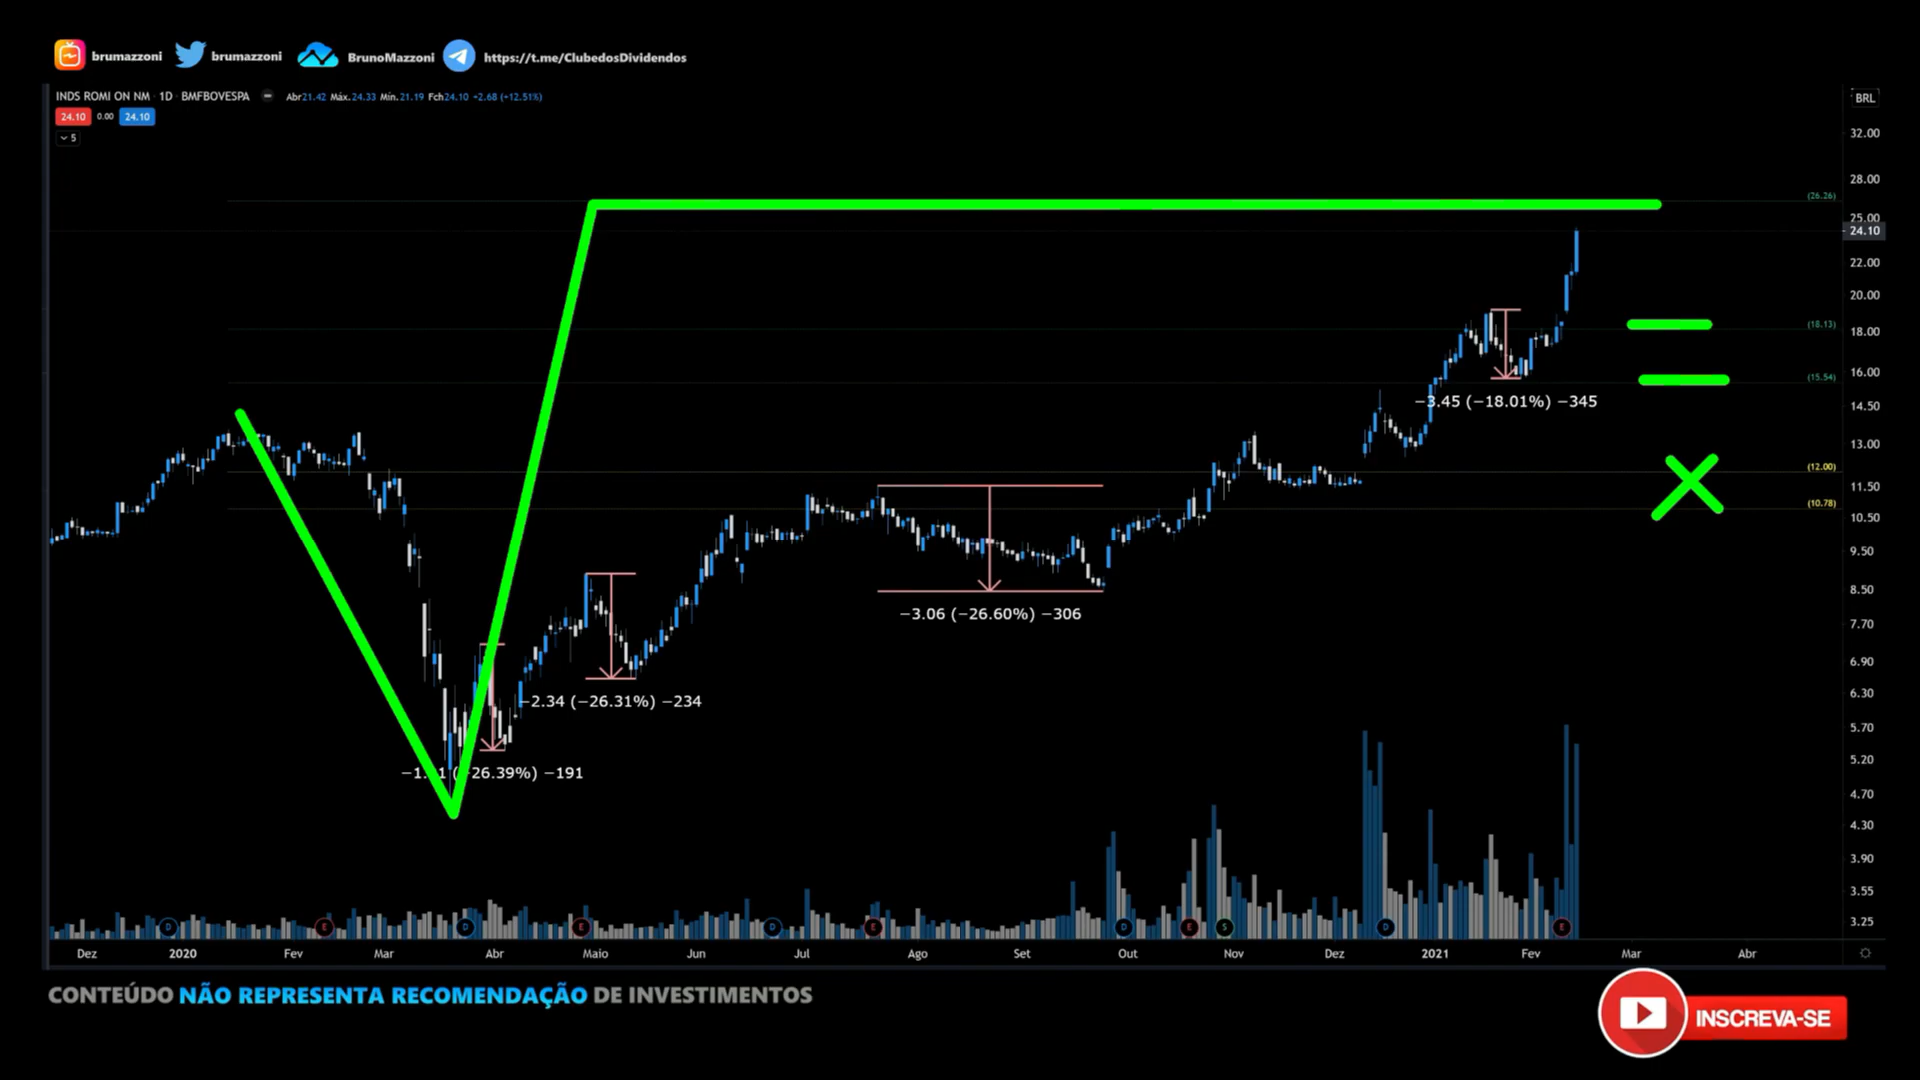 brumazzoni brumazzoni BrunoMazzoni https://t.me/ClubedosDividendos
INDS ROMI ON NM · 1D · BMFBOVESPA Abr21.42 Máx.24.33 Mín.21.19 Fch24.10 +2.68 (+12.51%)
BRL
24.10 0.00 24.10
5
32.00
28.00
(26.26)
25.00
24.10
22.00
20.00
(18.13)
18.00
16.00
(15.54)
−3.45 (−18.01%) −345
14.50
13.00
(12.00)
11.50
(10.78)
10.50
9.50
8.50
−3.06 (−26.60%) −306
7.70
6.90
6.30
−2.34 (−26.31%) −234
5.70
5.20
26.39%) −191
4.70
4.30
3.90
3.55
3.25
D E D E D E D E S D E
Dez 2020 Fev Mar Abr Maio Jun Jul Ago Set Out Nov Dez 2021 Fev Mar Abr
CONTEÚDO NÃO REPRESENTA RECOMENDAÇÃO DE INVESTIMENTOS
INSCREVA-SE